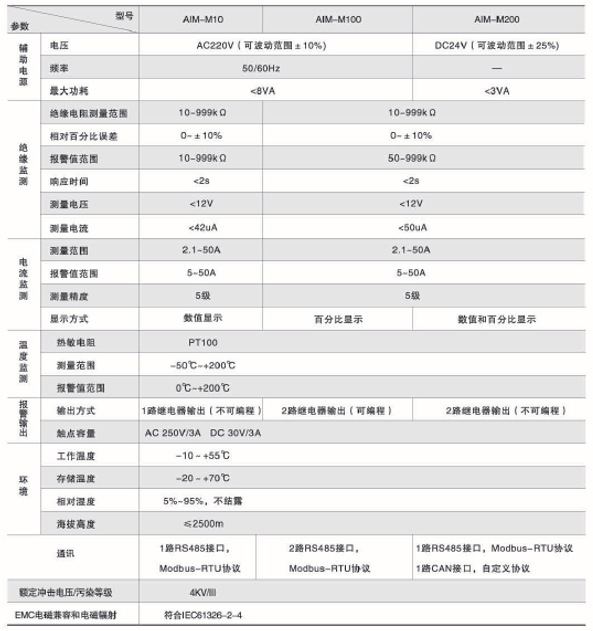 型号 AIM-M10 AIM-M100 AIM-M200
参数
辅助电源
电压 AC220V（可波动范围±10%） DC24V（可波动范围±25%）
频率 50/60Hz —
最大功耗 <8VA <3VA
绝缘监测
绝缘电阻测量范围 10-999kΩ 10-999kΩ
相对百分比误差 0~±10% 0~±10%
报警值范围 10-999kΩ 50-999kΩ
响应时间 <2s <2s
测量电压 <12V <12V
测量电流 <42uA <50uA
电流监测
测量范围 2.1~50A 2.1~50A
报警值范围 5~50A 5~50A
测量精度 5级 5级
显示方式 数值显示 百分比显示 数值和百分比显示
温度监测
热敏电阻 PT100
测量范围 -50℃~+200℃
报警值范围 0℃~+200℃
报警输出
输出方式 1路继电器输出（不可编程） 2路继电器输出（可编程） 2路继电器输出（不可编程）
触点容量 AC 250V/3A DC 30V/3A
环境
工作温度 -10~+55℃
存储温度 -20~+70℃
相对湿度 5%-95%，不结露
海拔高度 ≤2500m
通讯 1路RS485接口， 2路RS485接口， 1路RS485接口，Modbus-RTU协议
Modbus-RTU协议 Modbus-RTU协议 1路CAN接口，自定义协议
额定冲击电压/污染等级 4KV/III
EMC电磁兼容和电磁辐射 符合IEC61326-2-4